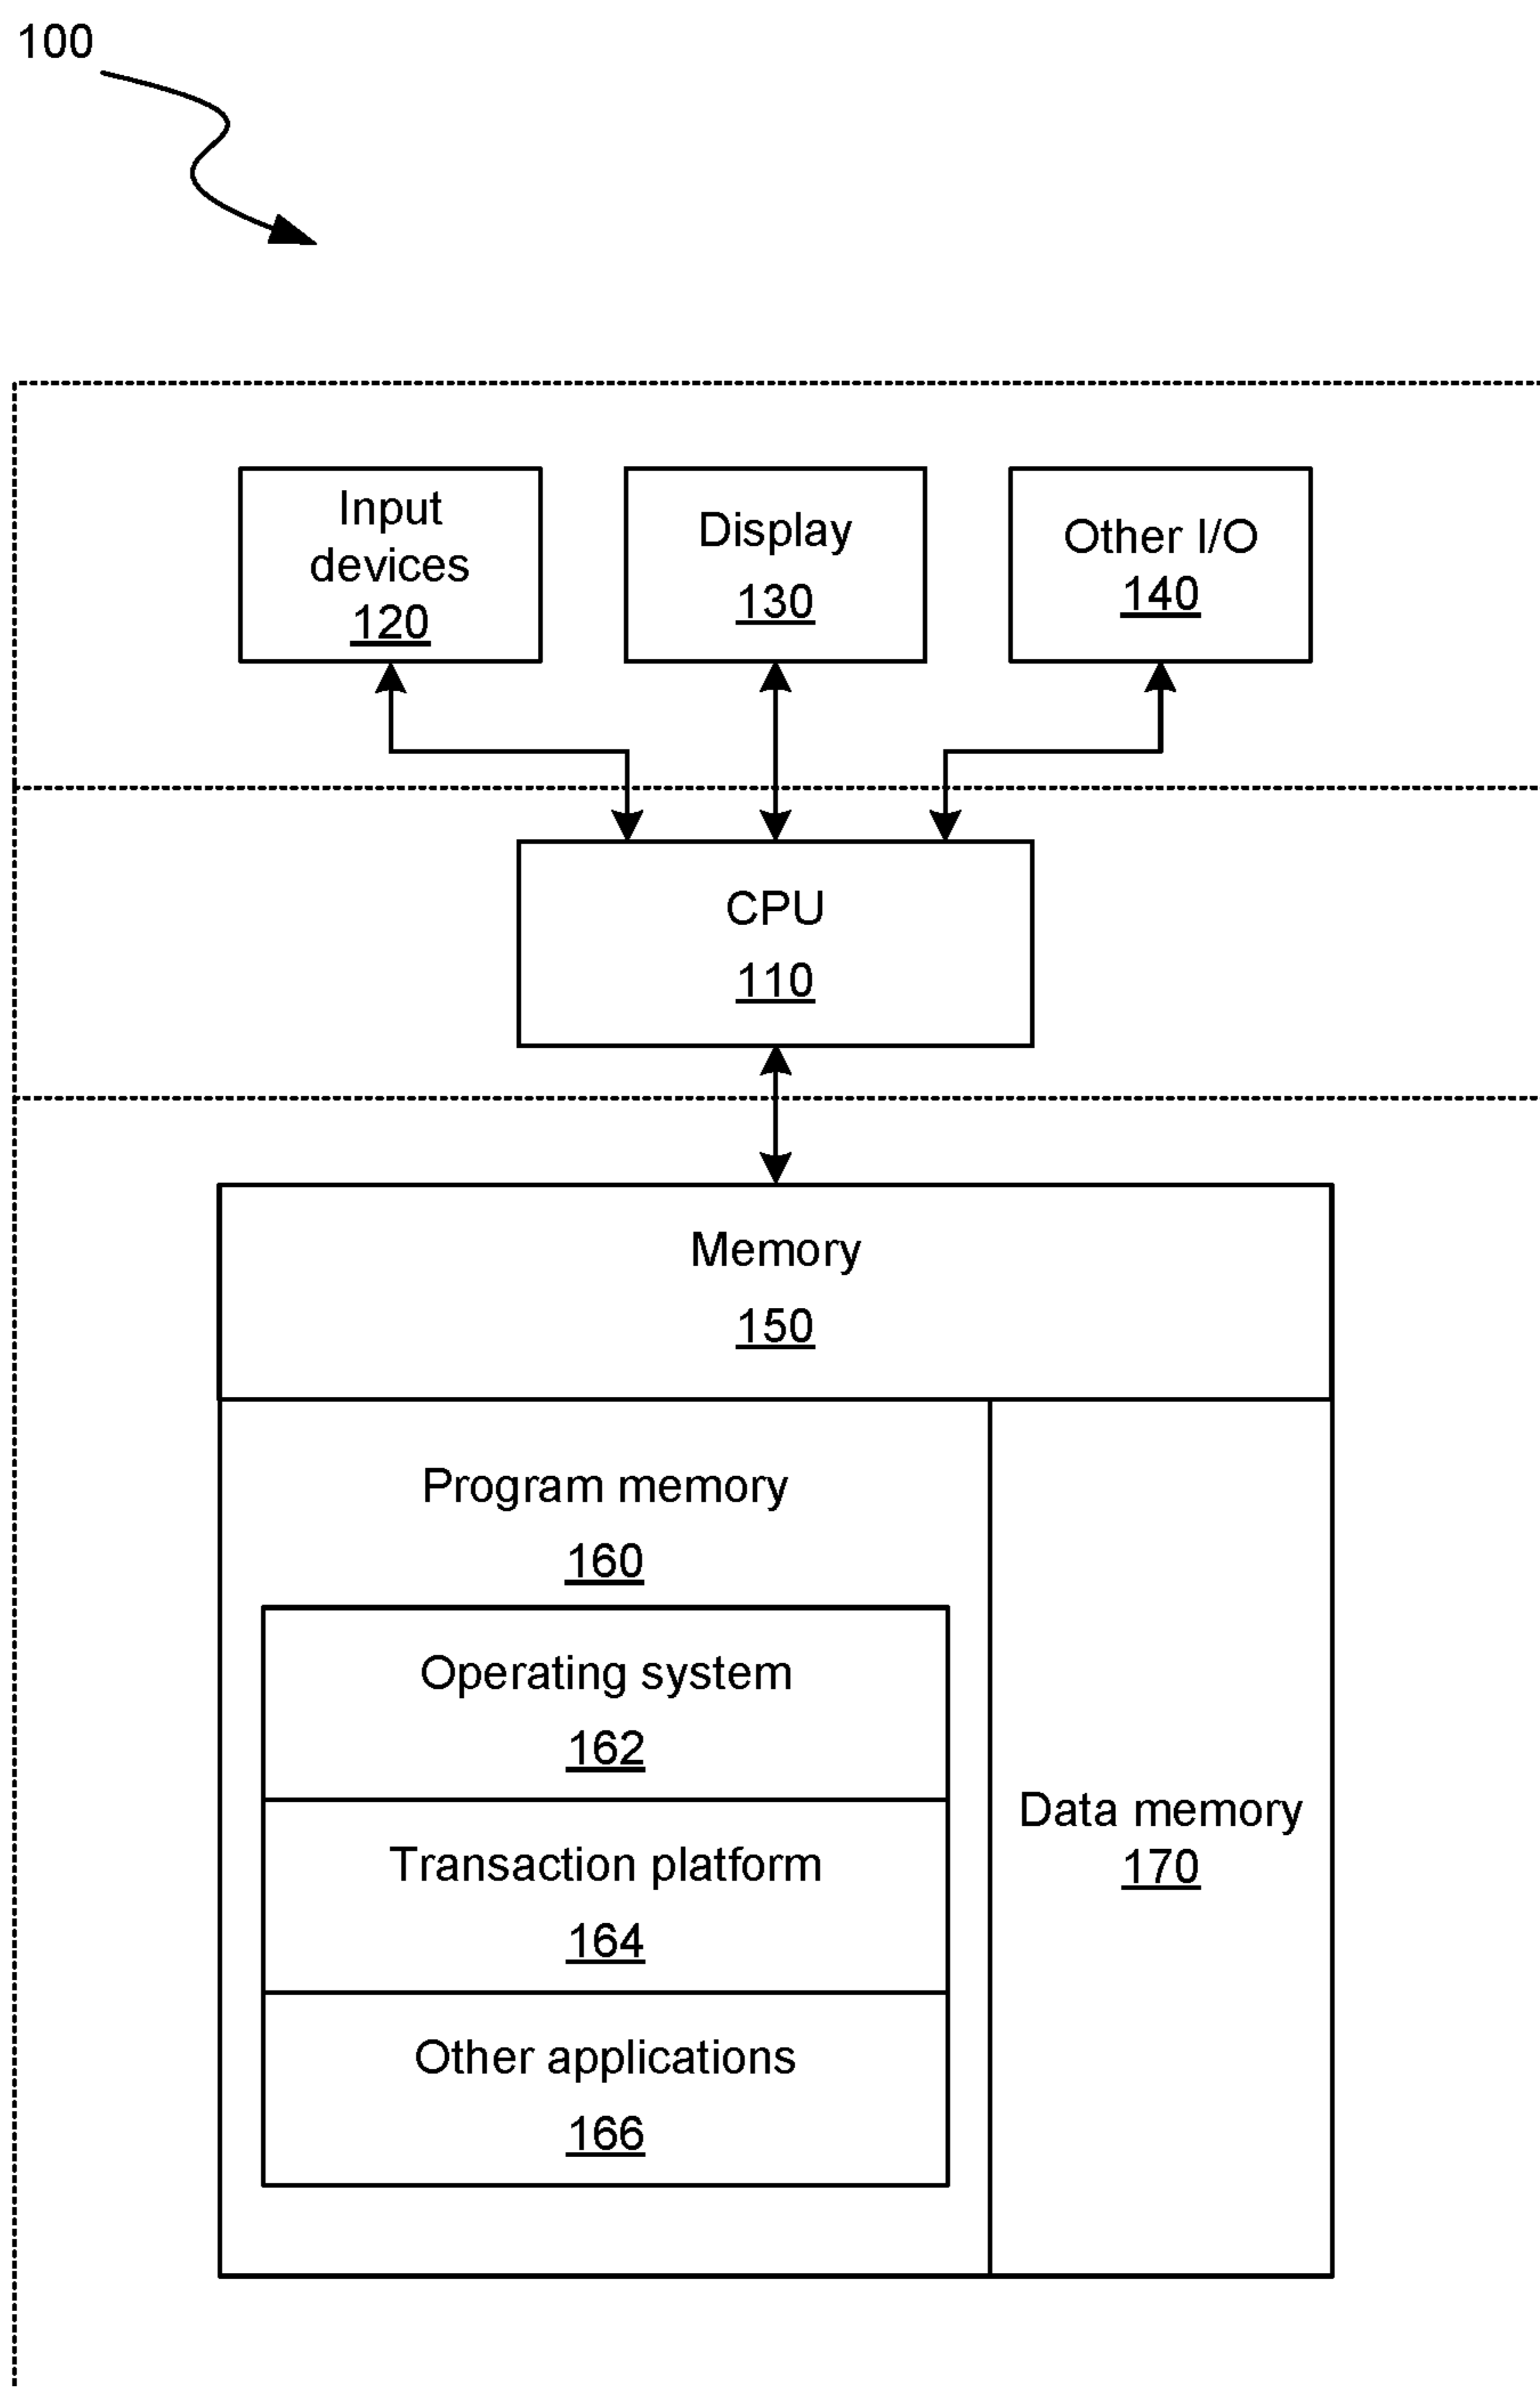 100
Input
devices
120
Display
130
Other I/O
140
CPU
110
Memory
150
Program memory
160
Operating system
162
Transaction platform
164
Other applications
166
Data memory
170